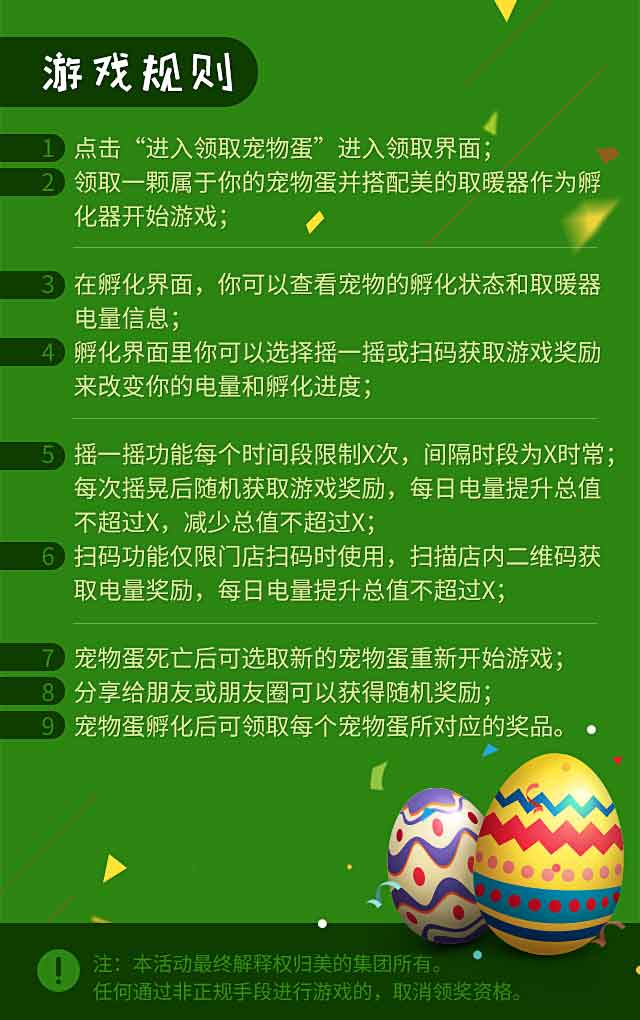 游戏规则
1 点击“进入领取宠物蛋”进入领取界面；
2 领取一颗属于你的宠物蛋并搭配美的取暖器作为孵
化器开始游戏；
3 在孵化界面，你可以查看宠物的孵化状态和取暖器
电量信息；
4 孵化界面里你可以选择摇一摇或扫码获取游戏奖励
来改变你的电量和孵化进度；
5 摇一摇功能每个时间段限制X次，间隔时段为X时常；
每次摇晃后随机获取游戏奖励，每日电量提升总值
不超过X，减少总值不超过X；
6 扫码功能仅限门店扫码时使用，扫描店内二维码获
取电量奖励，每日电量提升总值不超过X；
7 宠物蛋死亡后可选取新的宠物蛋重新开始游戏；
8 分享给朋友或朋友圈可以获得随机奖励；
9 宠物蛋孵化后可领取每个宠物蛋所对应的奖品。
注：本活动最终解释权归美的集团所有。
任何通过非正规手段进行游戏的，取消领奖资格。